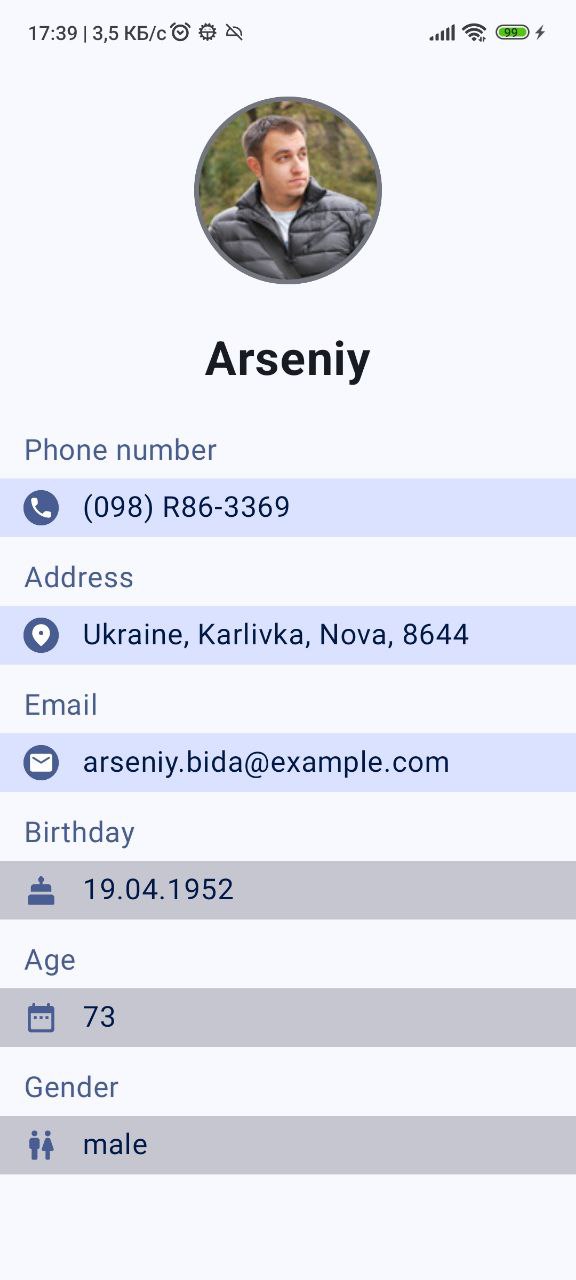 17:39 | 3,5 КБ/с 99
Arseniy
Phone number
(098) R86-3369
Address
Ukraine, Karlivka, Nova, 8644
Email
arseniy.bida@example.com
Birthday
19.04.1952
Age
73
Gender
male